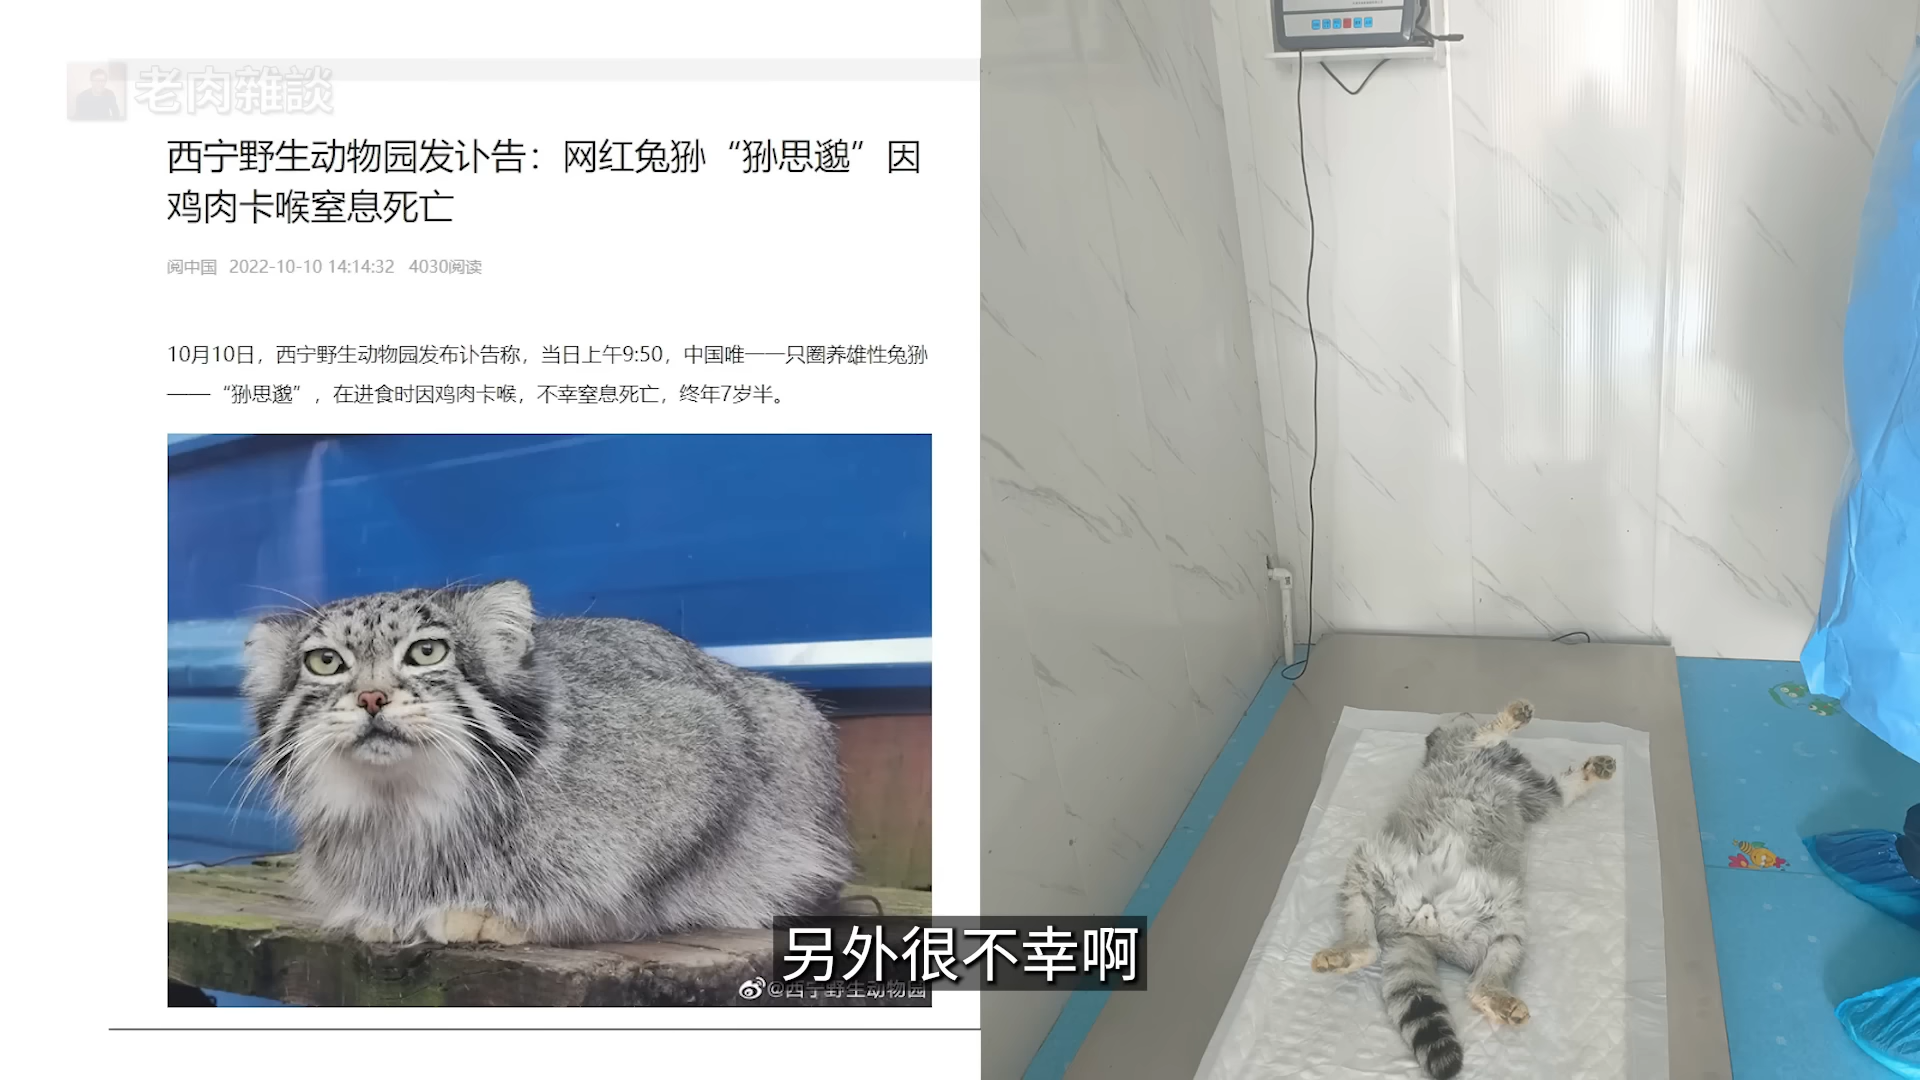 老肉雜談
西宁野生动物园发讣告：网红兔狲“狲思邈”因
鸡肉卡喉窒息死亡
阅中国 2022-10-10 14:14:32 4030阅读
10月10日，西宁野生动物园发布讣告称，当日上午9:50，中国唯一一只圈养雄性兔狲
——“狲思邈”，在进食时因鸡肉卡喉，不幸窒息死亡，终年7岁半。
@西宁野生动物园
另外很不幸啊